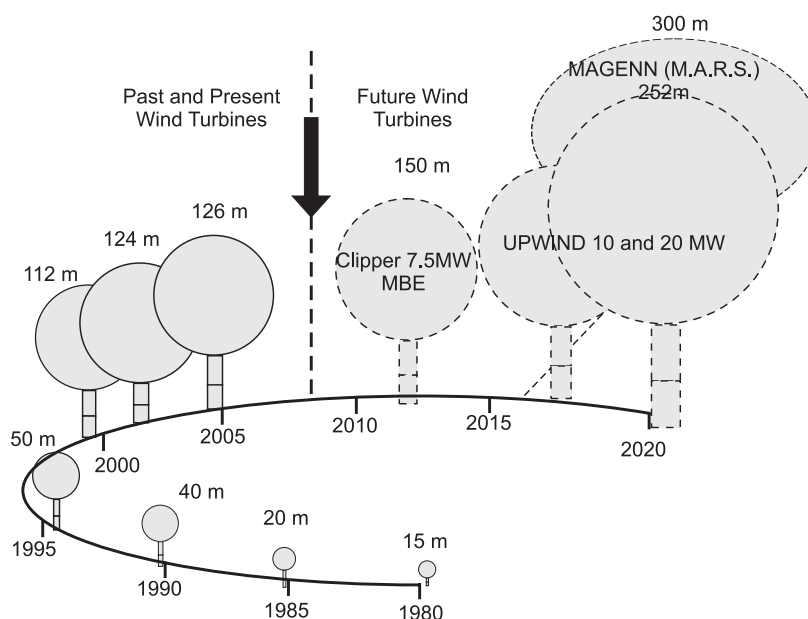 300 m
MAGENN (M.A.R.S.)
252m
Past and Present
Wind Turbines
Future Wind
Turbines
150 m
126 m
124 m
112 m
Clipper 7.5MW
MBE
UPWIND 10 and 20 MW
2000
2005
2010
2015
2020
50 m
40 m
20 m
15 m
1995
1990
1985
1980